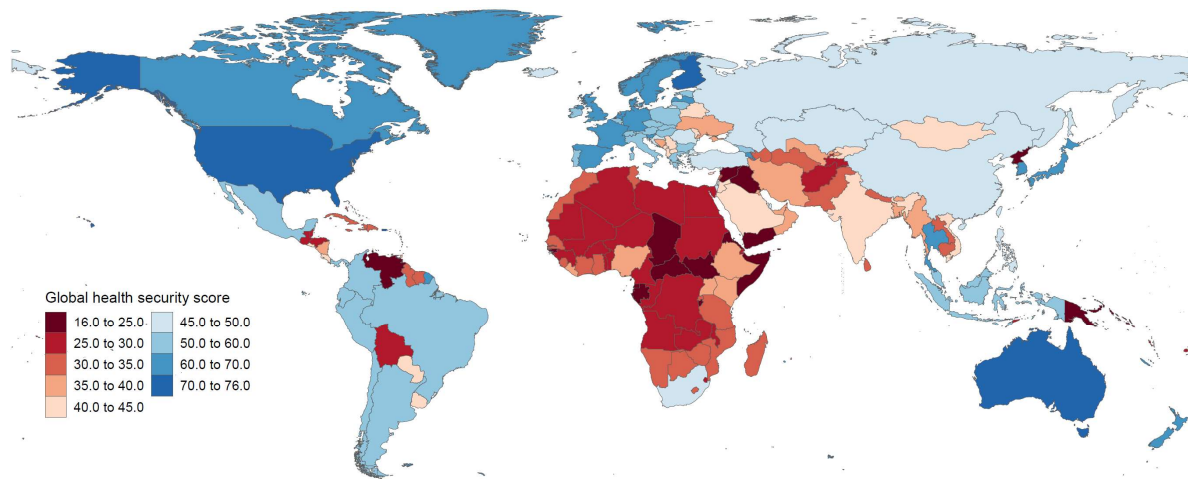 Global health security score
16.0 to 25.0
25.0 to 30.0
30.0 to 35.0
35.0 to 40.0
40.0 to 45.0
45.0 to 50.0
50.0 to 60.0
60.0 to 70.0
70.0 to 76.0